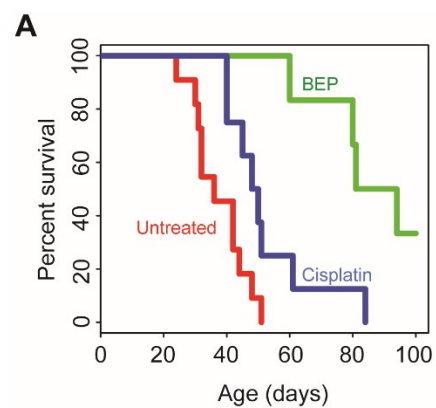 A
Percent survival
100
80
60
40
20
0
BEP
Untreated
Cisplatin
0 20 40 60 80 100
Age (days)